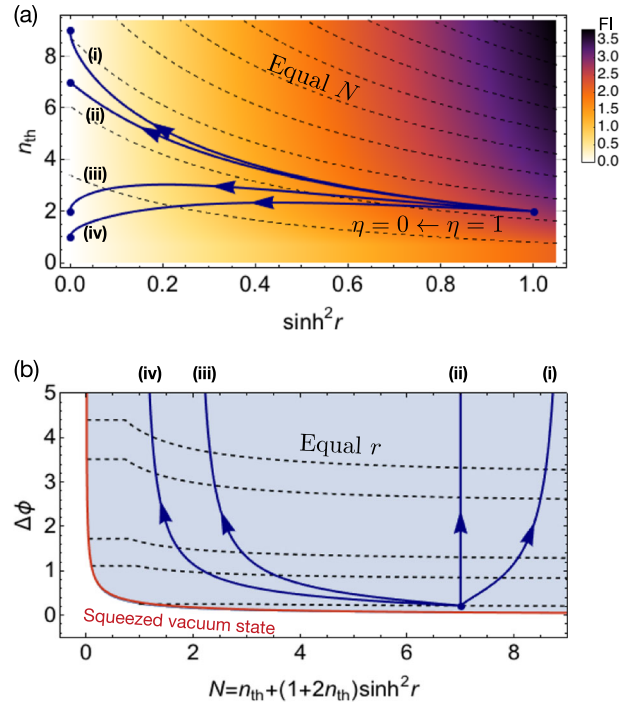 (a)
FI
8
6
4
2
0
n_th
(i)
(ii)
(iii)
(iv)
Equal N
η = 0 ← η = 1
3.5
3.0
2.5
2.0
1.5
1.0
0.5
0.0
0.0 0.2 0.4 0.6 0.8 1.0
sinh²r
(b)
(iv) (iii) (ii) (i)
5
4
3
2
1
0
Δϕ
Equal r
Squeezed vacuum state
0 2 4 6 8
N=n_th+(1+2n_th)sinh²r